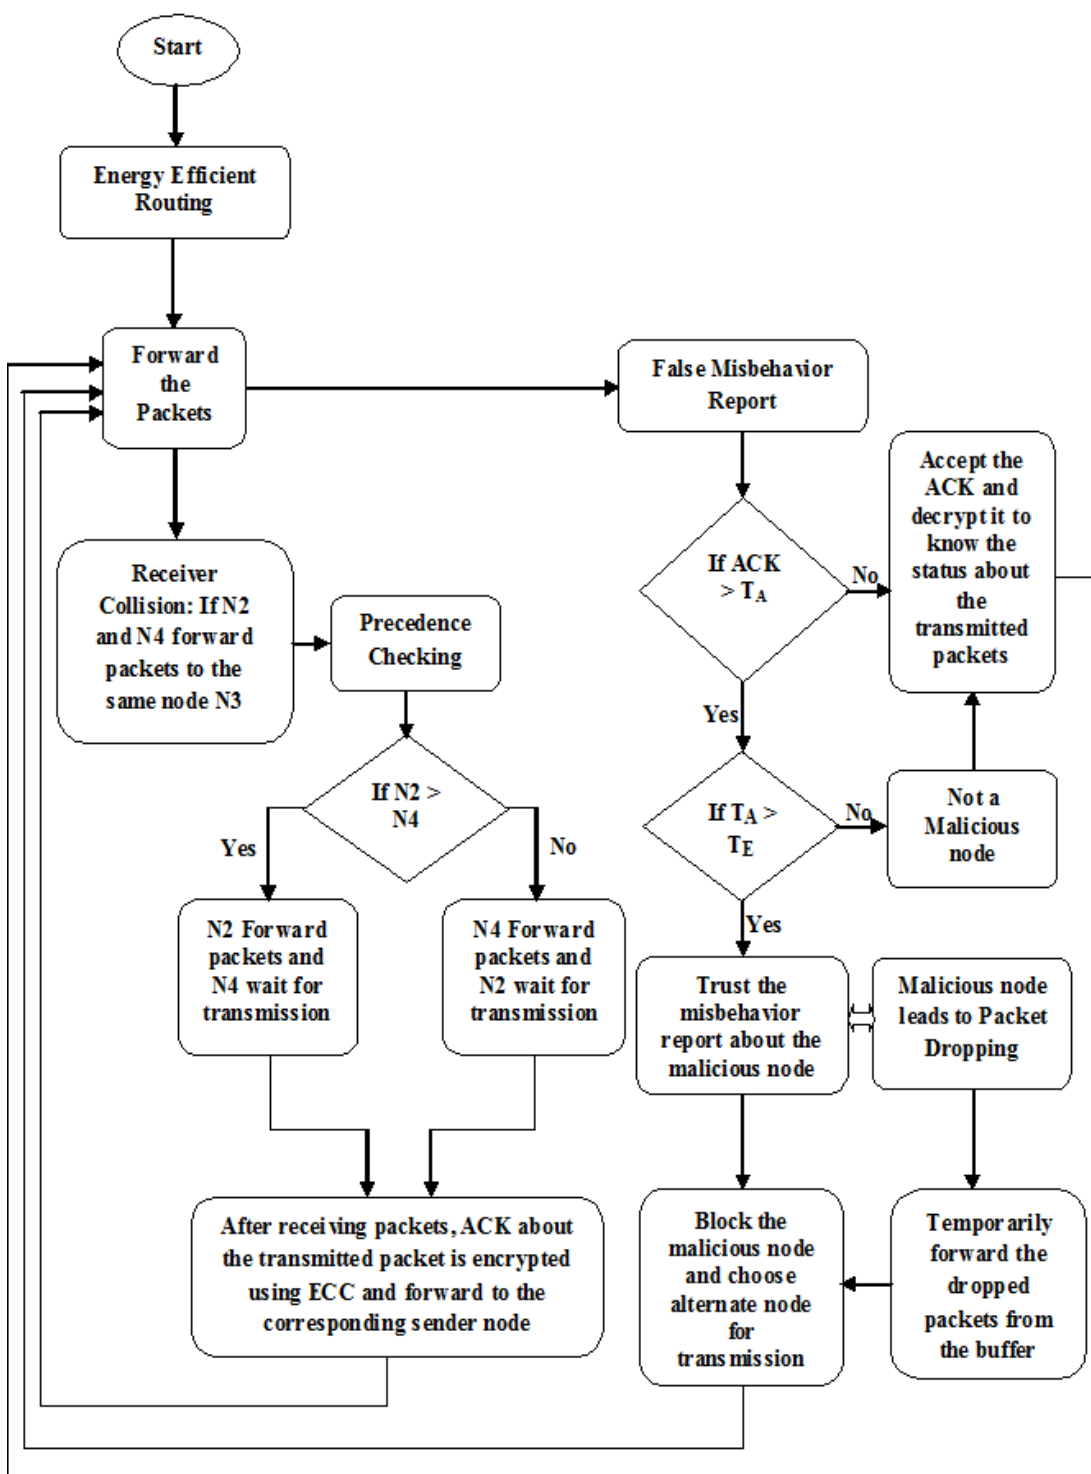 Start
Energy Efficient
Routing
Forward
the
Packets
False Misbehavior
Report
Receiver
Collision: If N2
and N4 forward
packets to the
same node N3
Precedence
Checking
If N2 >
N4
Yes
No
N2 Forward
packets and
N4 wait for
transmission
N4 Forward
packets and
N2 wait for
transmission
After receiving packets, ACK about
the transmitted packet is encrypted
using ECC and forward to the
corresponding sender node
If ACK
> TA
No
Accept the
ACK and
decrypt it to
know the
status about
the
transmitted
packets
Yes
If TA >
TE
No
Not a
Malicious
node
Yes
Trust the
misbehavior
report about the
malicious node
Malicious node
leads to Packet
Dropping
Block the
malicious node
and choose
alternate node
for
transmission
Temporarily
forward the
dropped
packets from
the buffer